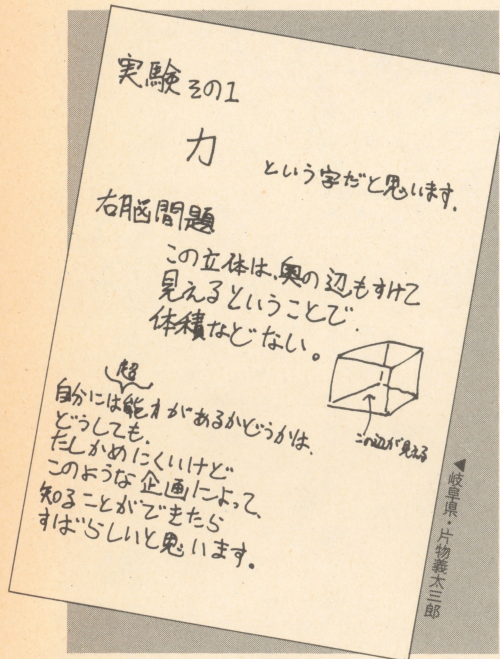 実験その1
力
という字だと思います.
右脳問題
この立体は、奥の辺もすけて
見えるということで.
体積などない。
この辺が見える
超
自分には能力があるかどうかは、
どうしても、
たしかめにくいけど
このような企画によって、
知ることができたら
すばらしいと思います。
◀岐阜県・片物義太三郎